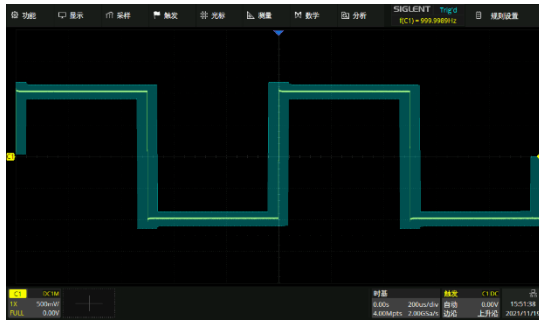 功能 显示 采样 触发 光标 测量 数学 分析 SIGLENT Trig'd 规则设置
f(C1) = 999.9989Hz
C1
C1 DC1M
1X 500mV/
FULL 0.00V
时基
0.00s 200us/div
4.00Mpts 2.00GSa/s
触发 C1 DC
自动 0.00V
边沿 上升沿
15:51:38
2021/11/19